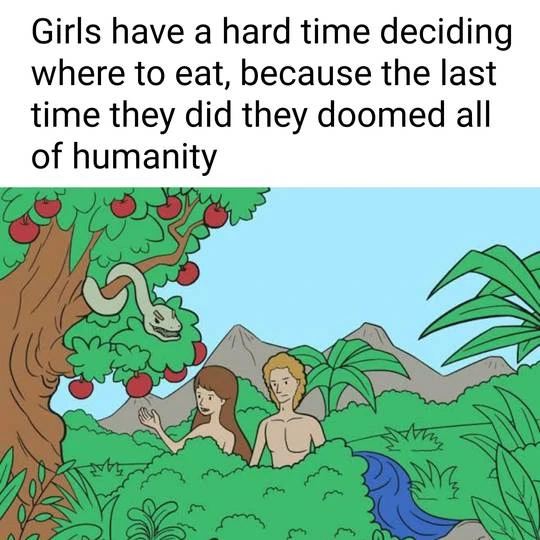 Girls have a hard time deciding
where to eat, because the last
time they did they doomed all
of humanity